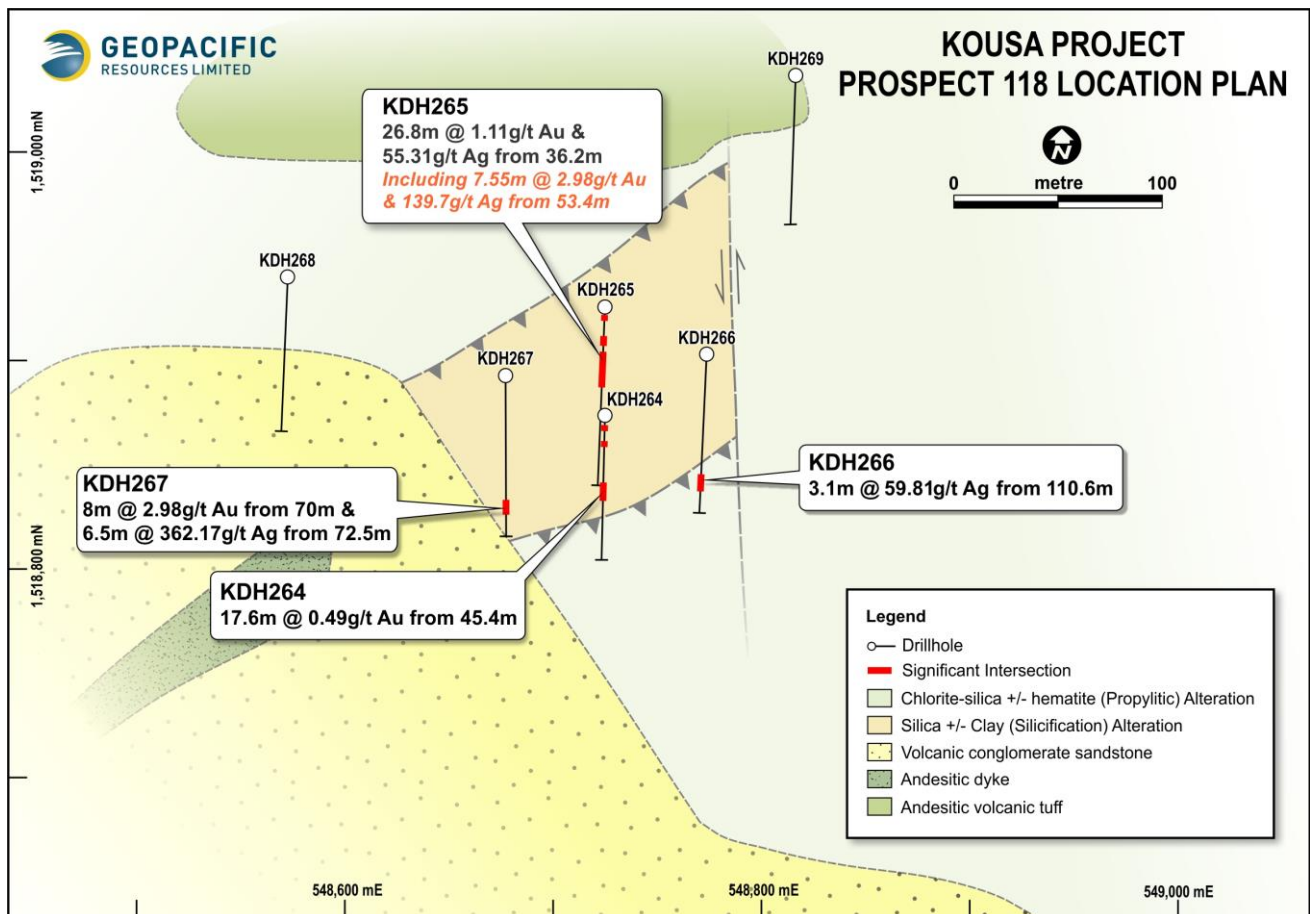 GEOPACIFIC
RESOURCES LIMITED
KOUSA PROJECT
PROSPECT 118 LOCATION PLAN
N
0 metre 100
KDH269
KDH265
26.8m @ 1.11g/t Au &
55.31g/t Ag from 36.2m
Including 7.55m @ 2.98g/t Au
& 139.7g/t Ag from 53.4m
1,519,000 mN
KDH268
KDH265
KDH266
KDH267
KDH264
KDH267
8m @ 2.98g/t Au from 70m &
6.5m @ 362.17g/t Ag from 72.5m
KDH266
3.1m @ 59.81g/t Ag from 110.6m
KDH264
17.6m @ 0.49g/t Au from 45.4m
1,518,800 mN
Legend
Drillhole
Significant Intersection
Chlorite-silica +/- hematite (Propylitic) Alteration
Silica +/- Clay (Silicification) Alteration
Volcanic conglomerate sandstone
Andesitic dyke
Andesitic volcanic tuff
548,600 mE
548,800 mE
549,000 mE